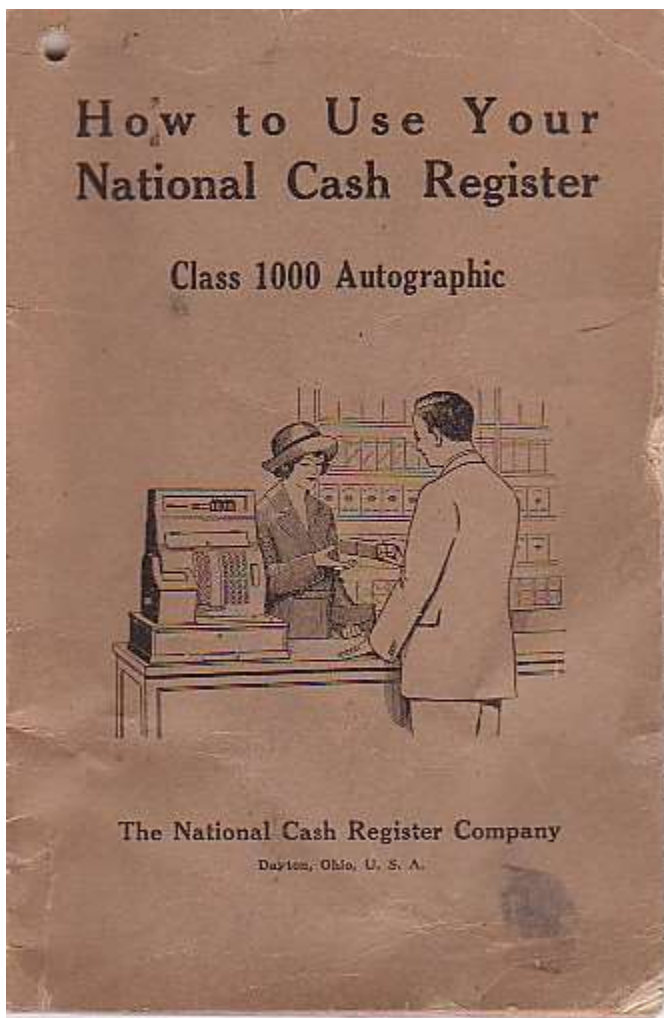 How to Use Your
National Cash Register
Class 1000 Autographic
The National Cash Register Company
Dayton, Ohio, U. S. A.